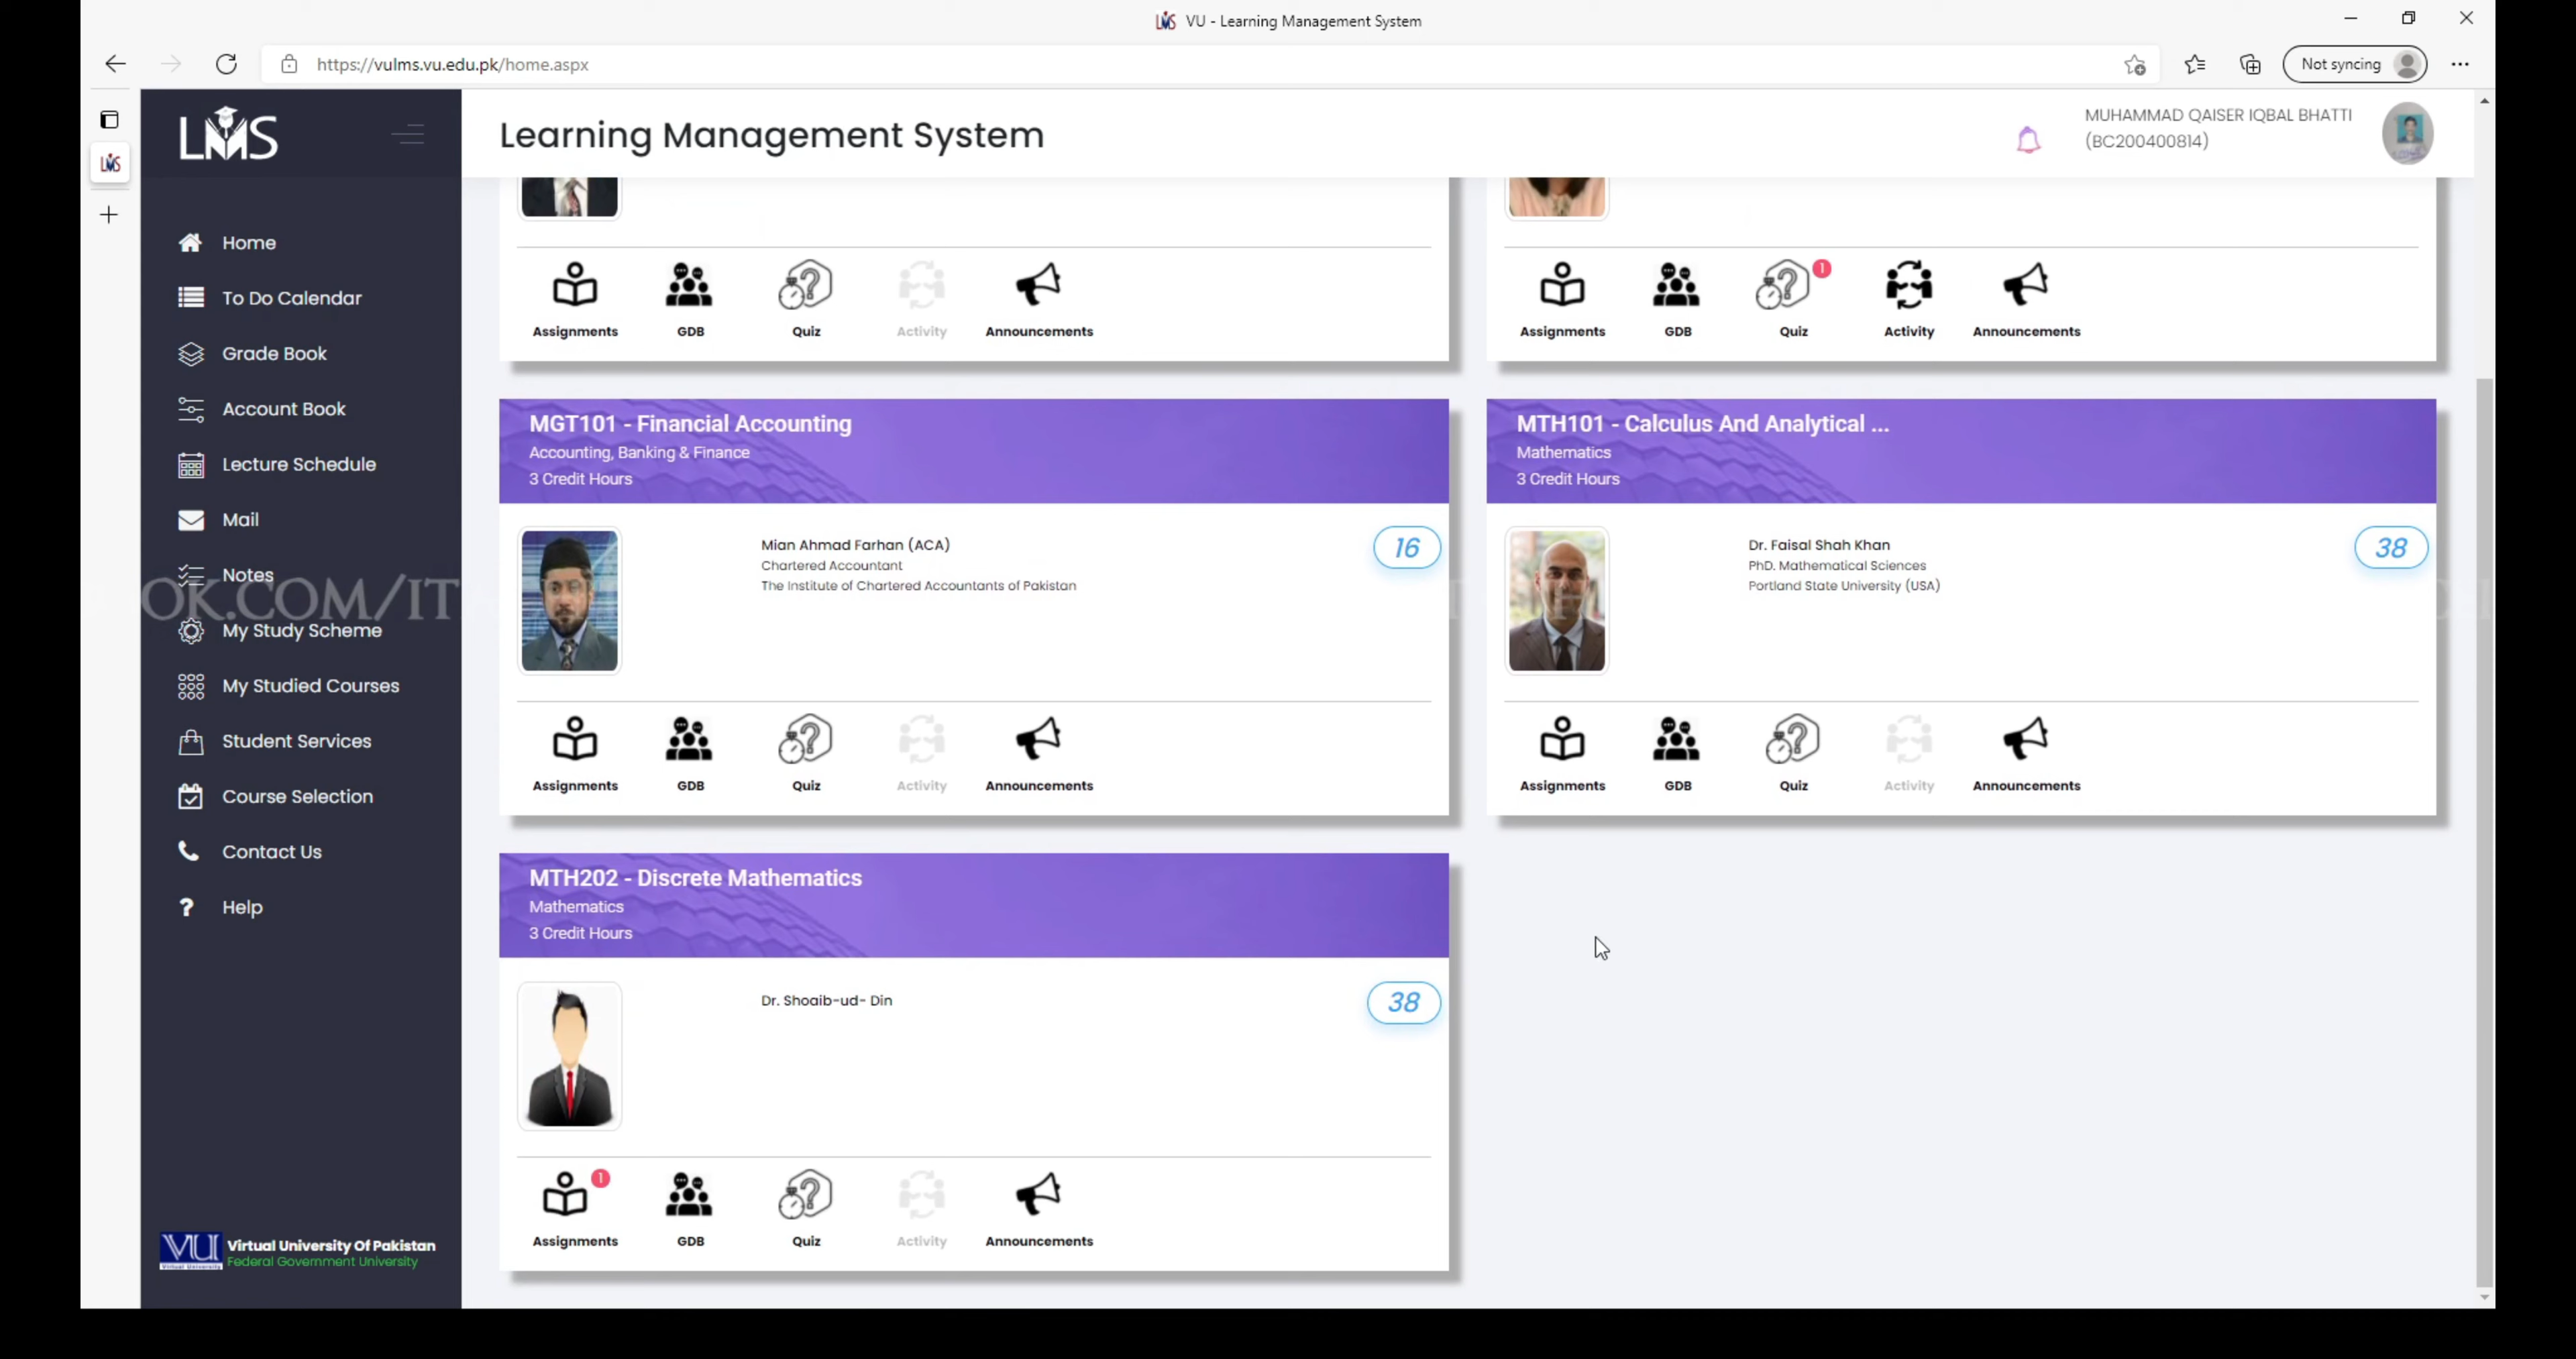 VU - Learning Management System
https://vulms.vu.edu.pk/home.aspx
Not syncing
LMS
Learning Management System
MUHAMMAD QAISER IQBAL BHATTI
(BC200400814)
Home
To Do Calendar
Grade Book
Account Book
Lecture Schedule
Mail
Notes
OK.COM/IT
My Study Scheme
My Studied Courses
Student Services
Course Selection
Contact Us
Help
VU
Virtual University Of Pakistan
Federal Government University
Assignments GDB Quiz Activity Announcements
1
Assignments GDB Quiz Activity Announcements
MGT101 - Financial Accounting
Accounting, Banking & Finance
3 Credit Hours
Mian Ahmad Farhan (ACA)
Chartered Accountant
The Institute of Chartered Accountants of Pakistan
16
Assignments GDB Quiz Activity Announcements
MTH101 - Calculus And Analytical ...
Mathematics
3 Credit Hours
Dr. Faisal Shah Khan
PhD. Mathematical Sciences
Portland State University (USA)
38
Assignments GDB Quiz Activity Announcements
MTH202 - Discrete Mathematics
Mathematics
3 Credit Hours
Dr. Shoaib-ud- Din
38
1
Assignments GDB Quiz Activity Announcements